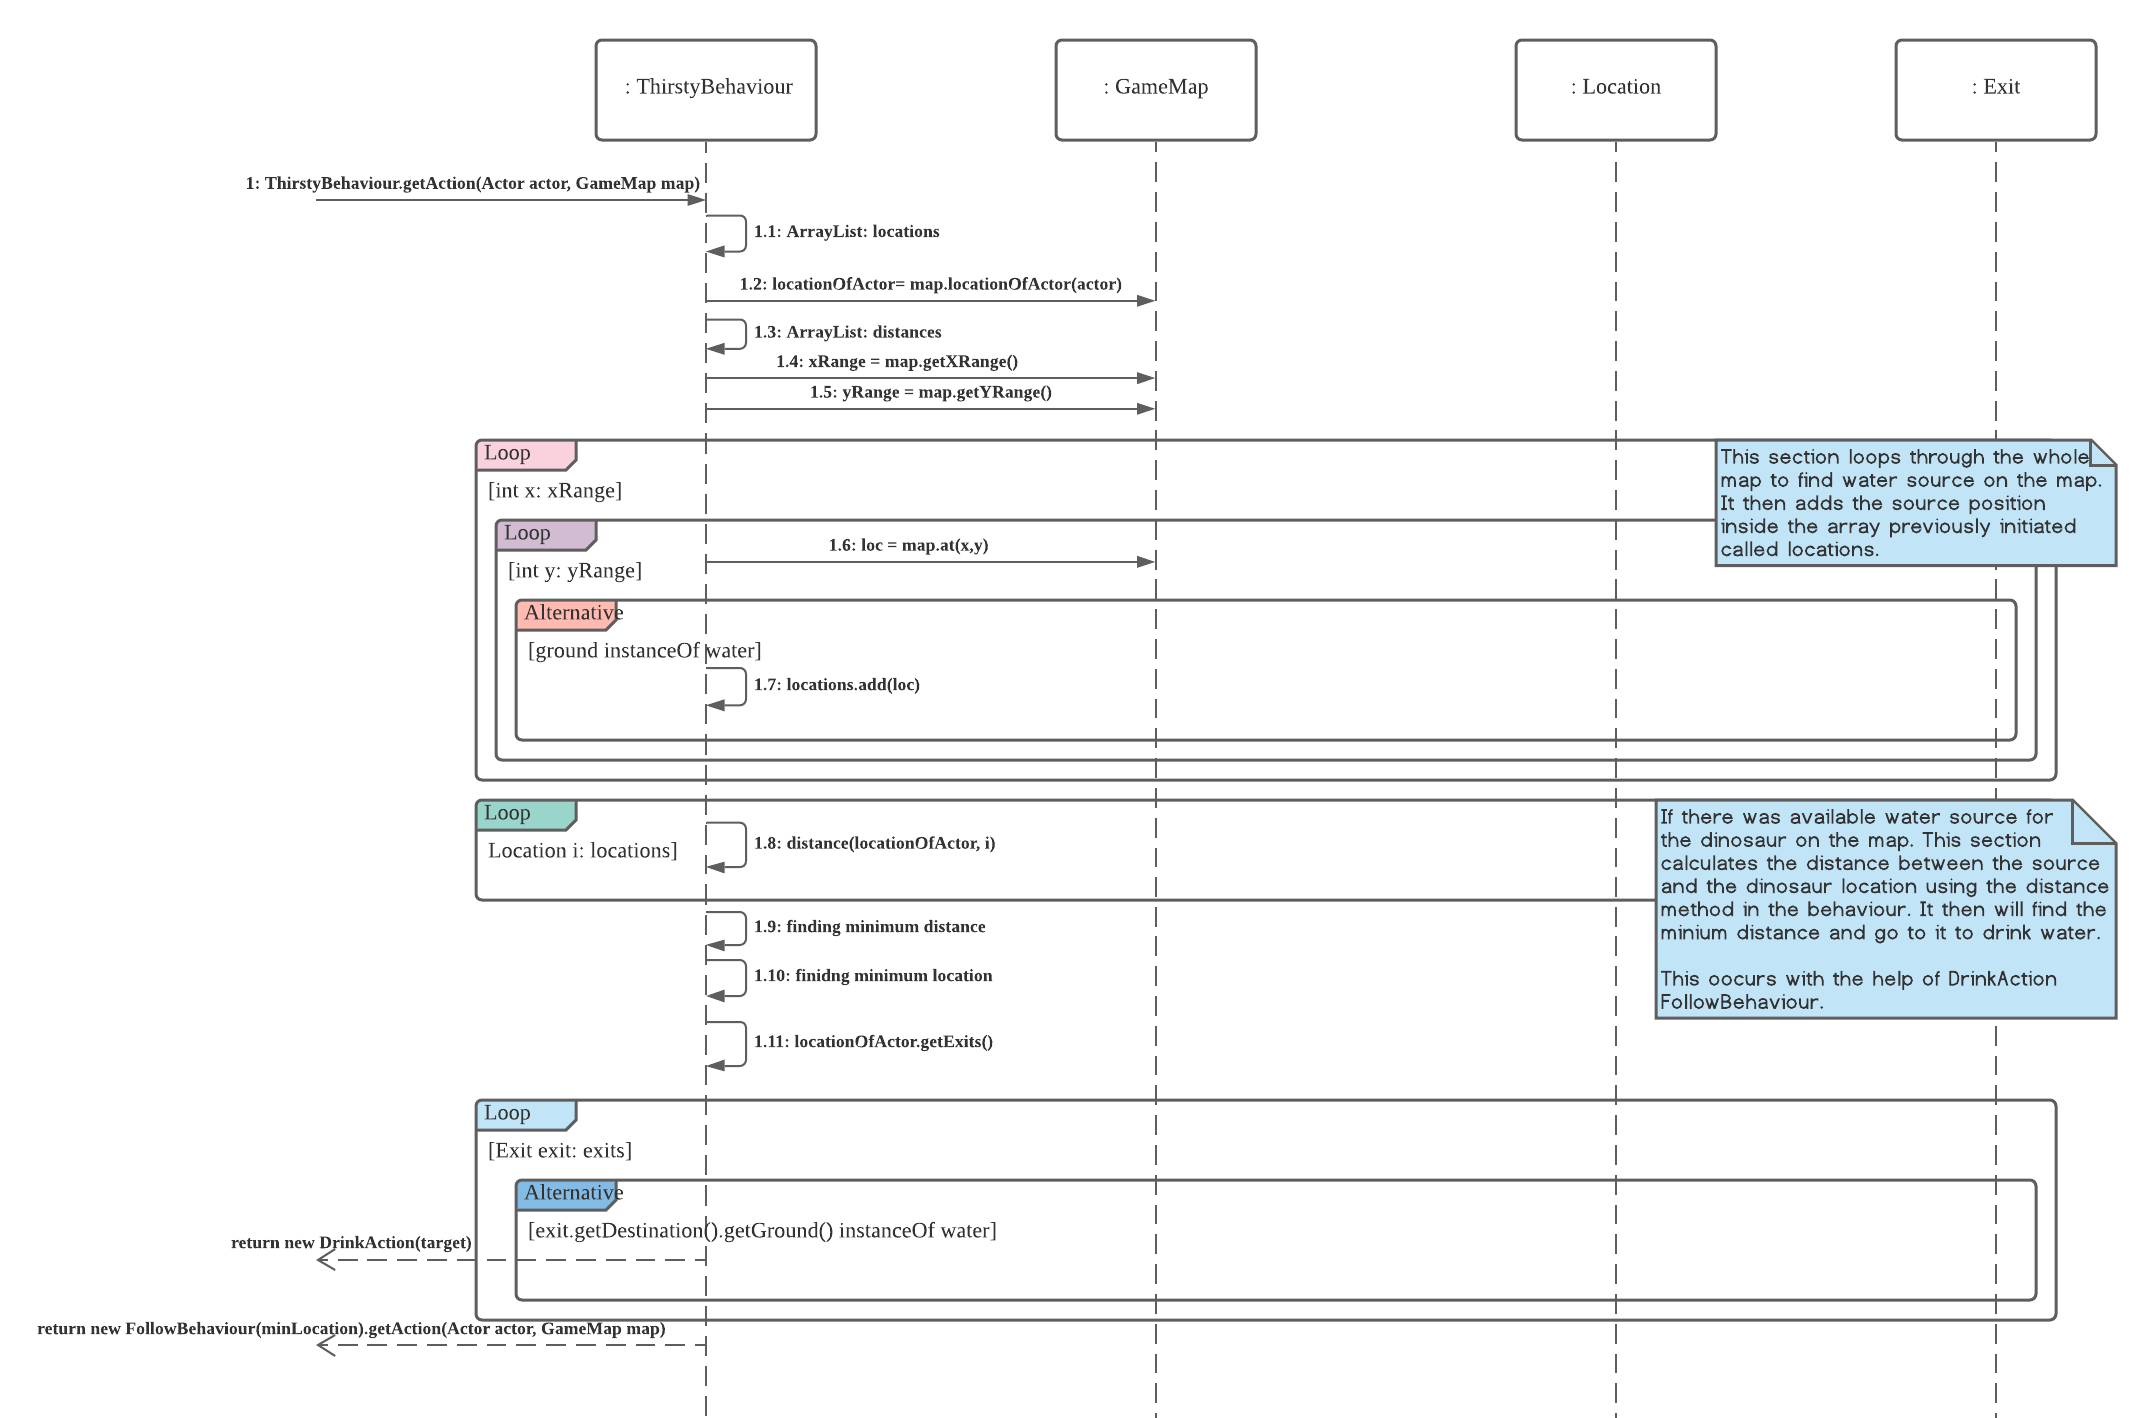 : ThirstyBehaviour
: GameMap
: Location
: Exit
1: ThirstyBehaviour.getAction(Actor actor, GameMap map)
1.1: ArrayList: locations
1.2: locationOfActor= map.locationOfActor(actor)
1.3: ArrayList: distances
1.4: xRange = map.getXRange()
1.5: yRange = map.getYRange()
Loop
[int x: xRange]
This section loops through the whole
map to find water source on the map.
It then adds the source position
inside the array previously initiated
called locations.
Loop
[int y: yRange]
1.6: loc = map.at(x,y)
Alternative
[ground instanceOf water]
1.7: locations.add(loc)
Loop
Location i: locations]
1.8: distance(locationOfActor, i)
If there was available water source for
the dinosaur on the map. This section
calculates the distance between the source
and the dinosaur location using the distance
method in the behaviour. It then will find the
minium distance and go to it to drink water.
This oocurs with the help of DrinkAction
FollowBehaviour.
1.9: finding minimum distance
1.10: finidng minimum location
1.11: locationOfActor.getExits()
Loop
[Exit exit: exits]
Alternative
[exit.getDestination().getGround() instanceOf water]
return new DrinkAction(target)
return new FollowBehaviour(minLocation).getAction(Actor actor, GameMap map)